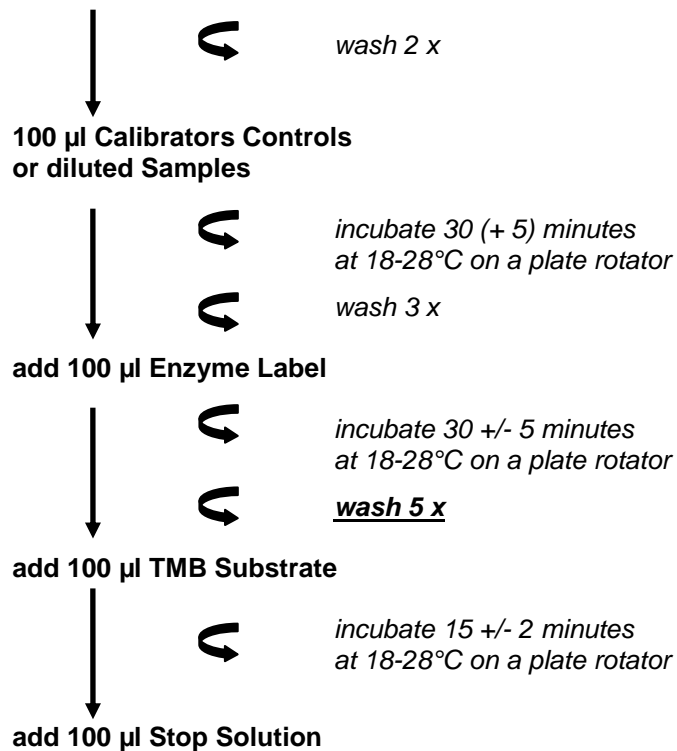 wash 2 x
100 µl Calibrators Controls
or diluted Samples
incubate 30 (+ 5) minutes
at 18-28°C on a plate rotator
wash 3 x
add 100 µl Enzyme Label
incubate 30 +/- 5 minutes
at 18-28°C on a plate rotator
wash 5 x
add 100 µl TMB Substrate
incubate 15 +/- 2 minutes
at 18-28°C on a plate rotator
add 100 µl Stop Solution